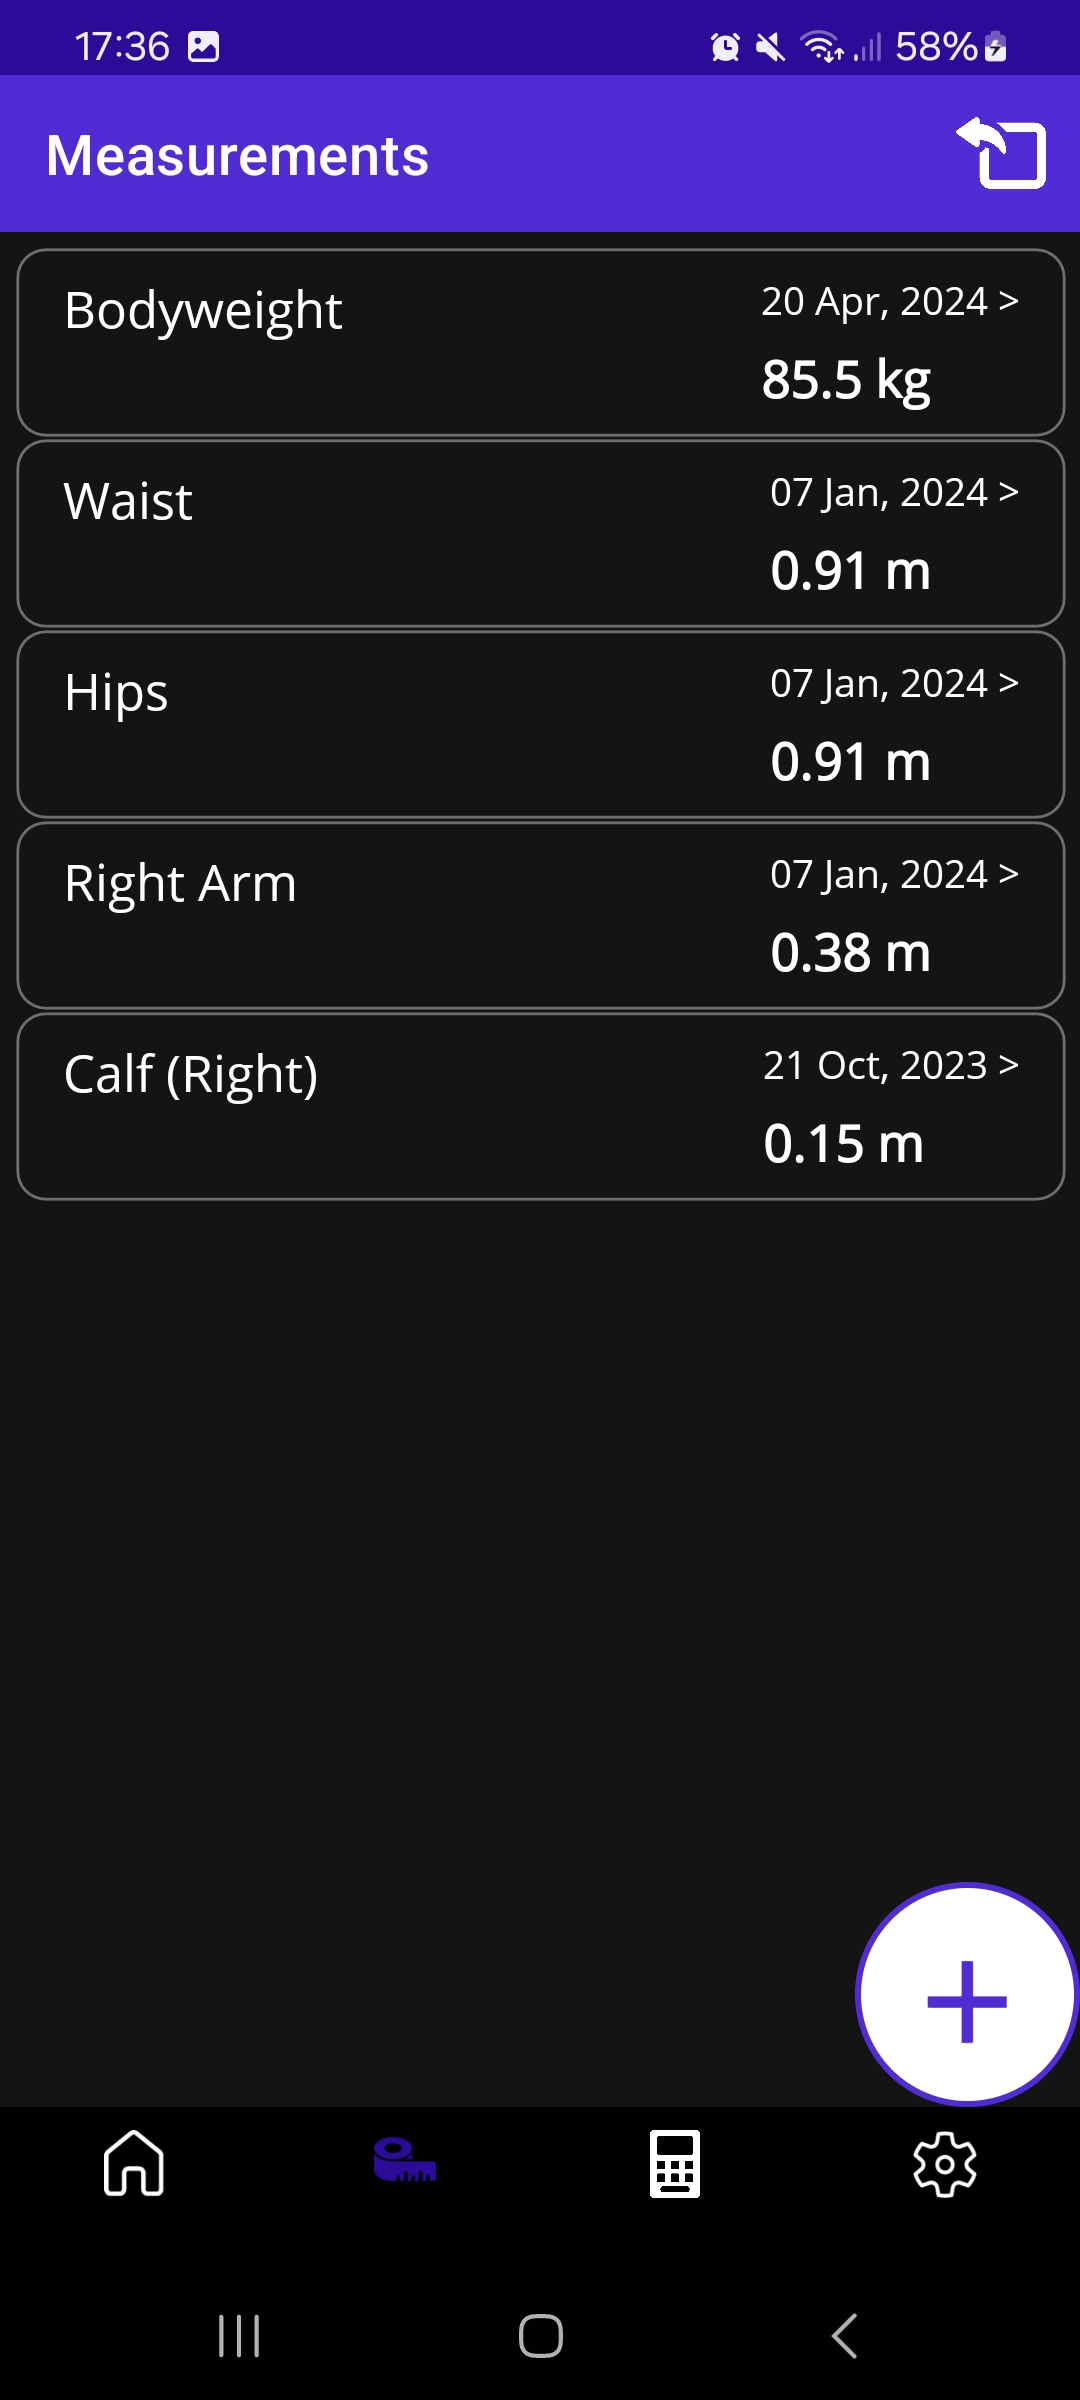 17:36 58%
Measurements
Bodyweight 20 Apr, 2024 >
85.5 kg
Waist 07 Jan, 2024 >
0.91 m
Hips 07 Jan, 2024 >
0.91 m
Right Arm 07 Jan, 2024 >
0.38 m
Calf (Right) 21 Oct, 2023 >
0.15 m